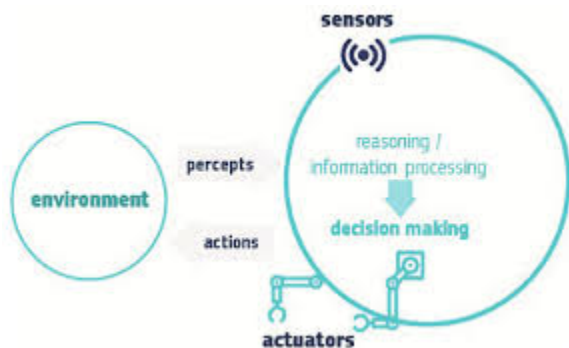 sensors
reasoning /
information processing
percepts
environment
decision making
actions
actuators